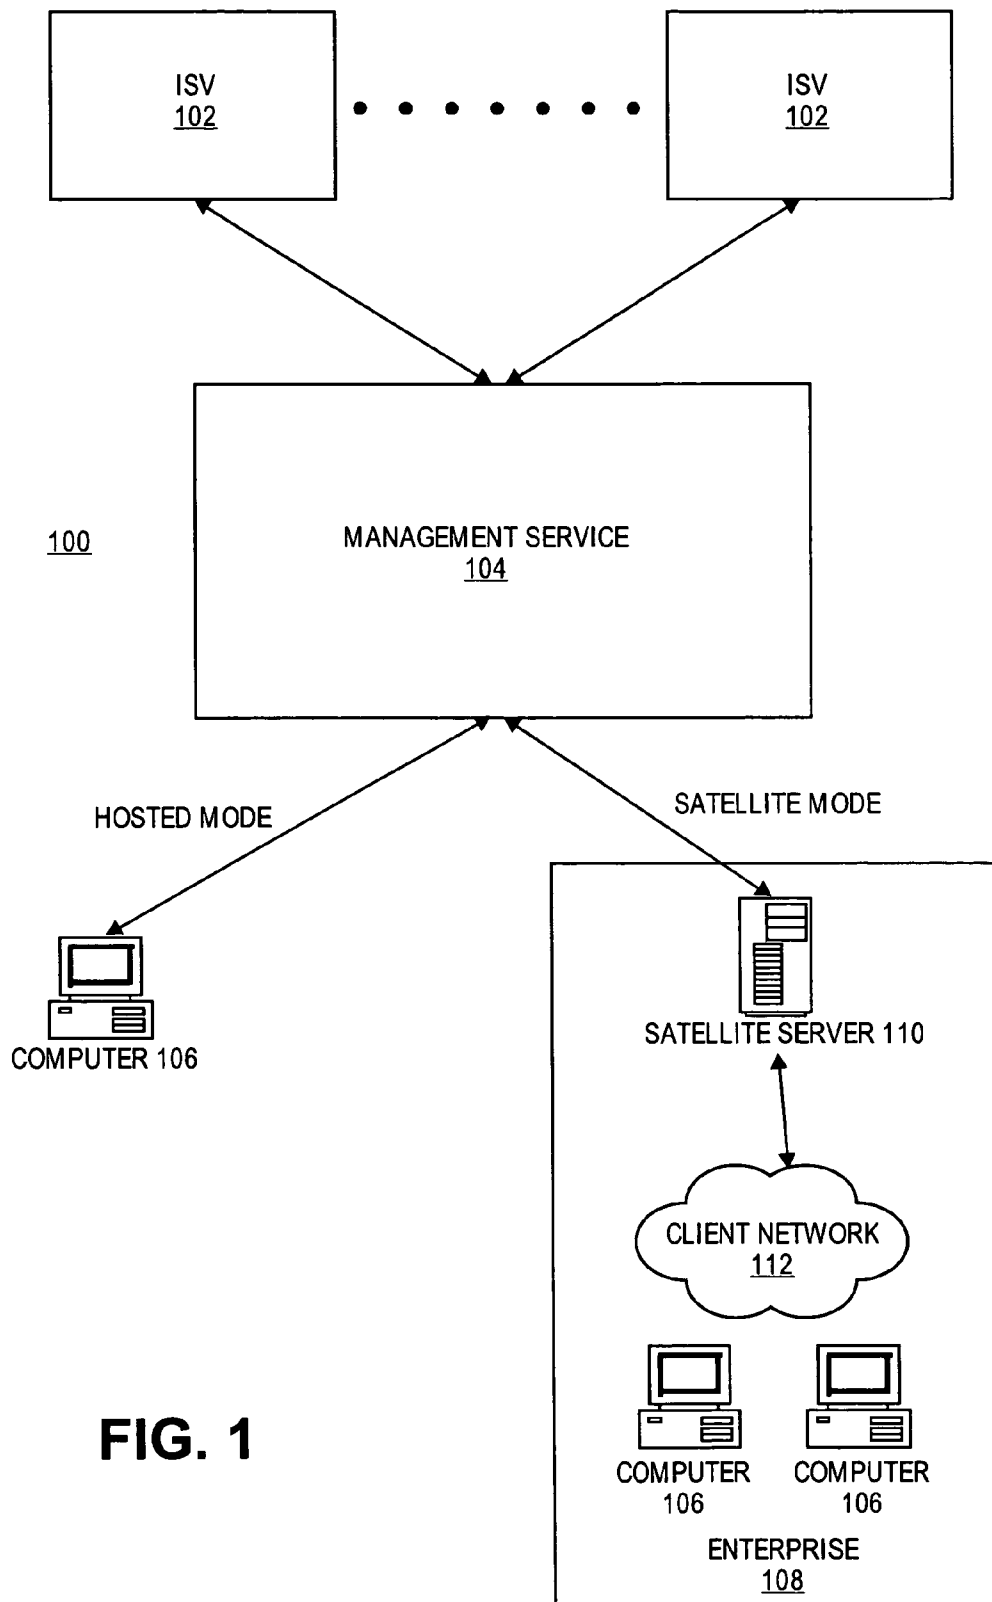 ISV
102
ISV
102
100
MANAGEMENT SERVICE
104
HOSTED MODE
SATELLITE MODE
COMPUTER 106
SATELLITE SERVER 110
CLIENT NETWORK
112
COMPUTER
106
COMPUTER
106
ENTERPRISE
108
FIG. 1